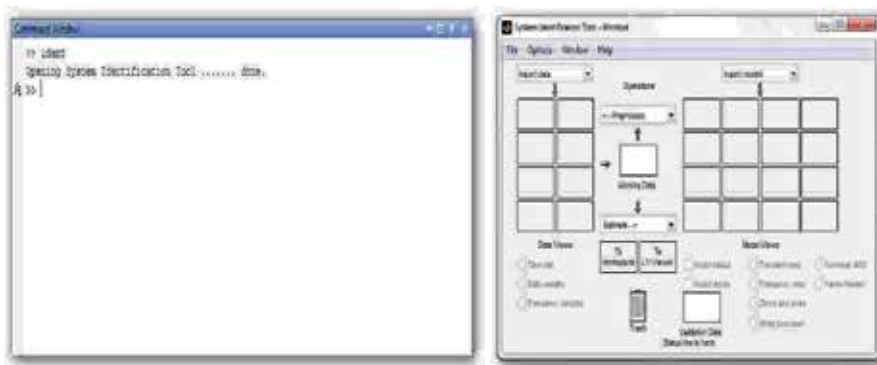 Command Window
>> ident
Opening System Identification Tool ....... done.
>>
System Identification Tool - Untitled
File Options Window Help
Import data
Import models
Operations
<-- Preprocess
Working Data
Estimate -->
Data Views
To Workspace
To LTI Viewer
Model Views
Time plot
Data spectra
Frequency function
Model output
Model resids
Transient resp
Frequency resp
Zeros and poles
Noise spectrum
Nonlinear ARX
Hamm-Wiener
Trash
Validation Data